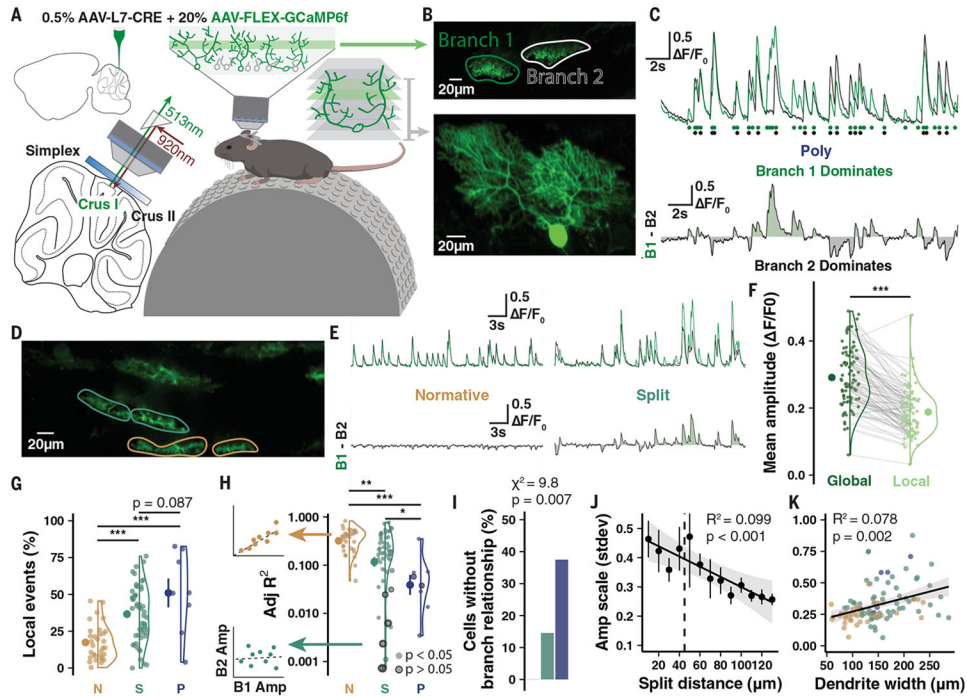 A
0.5% AAV-L7-CRE + 20% AAV-FLEX-GCaMP6f
513nm
920nm
Simplex
Crus I
Crus II
B
Branch 1
Branch 2
20µm
20µm
C
0.5
ΔF/F₀
2s
Poly
Branch 1 Dominates
0.5
ΔF/F₀
2s
B1 - B2
Branch 2 Dominates
D
20µm
E
0.5
ΔF/F₀
3s
Normative
Split
0.5
ΔF/F₀
3s
B1 - B2
F
***
Mean amplitude (ΔF/F0)
0.4
0.2
0.0
Global
Local
G
p = 0.087
***
***
Local events (%)
100
75
50
25
0
N
S
P
H
**
***
*
Adj R²
1.000
0.100
0.010
0.001
p < 0.05
p > 0.05
N
S
P
B2 Amp
B1 Amp
I
χ² = 9.8
p = 0.007
Cells without
branch relationship (%)
50
40
30
20
10
0
J
R² = 0.099
p < 0.001
Amp scale (stdev)
0.5
0.4
0.3
0.2
0.1
0
20
40
60
80
100
120
Split distance (µm)
K
R² = 0.078
p = 0.002
1.00
0.75
0.50
0.25
0.00
50
100
150
200
250
Dendrite width (µm)